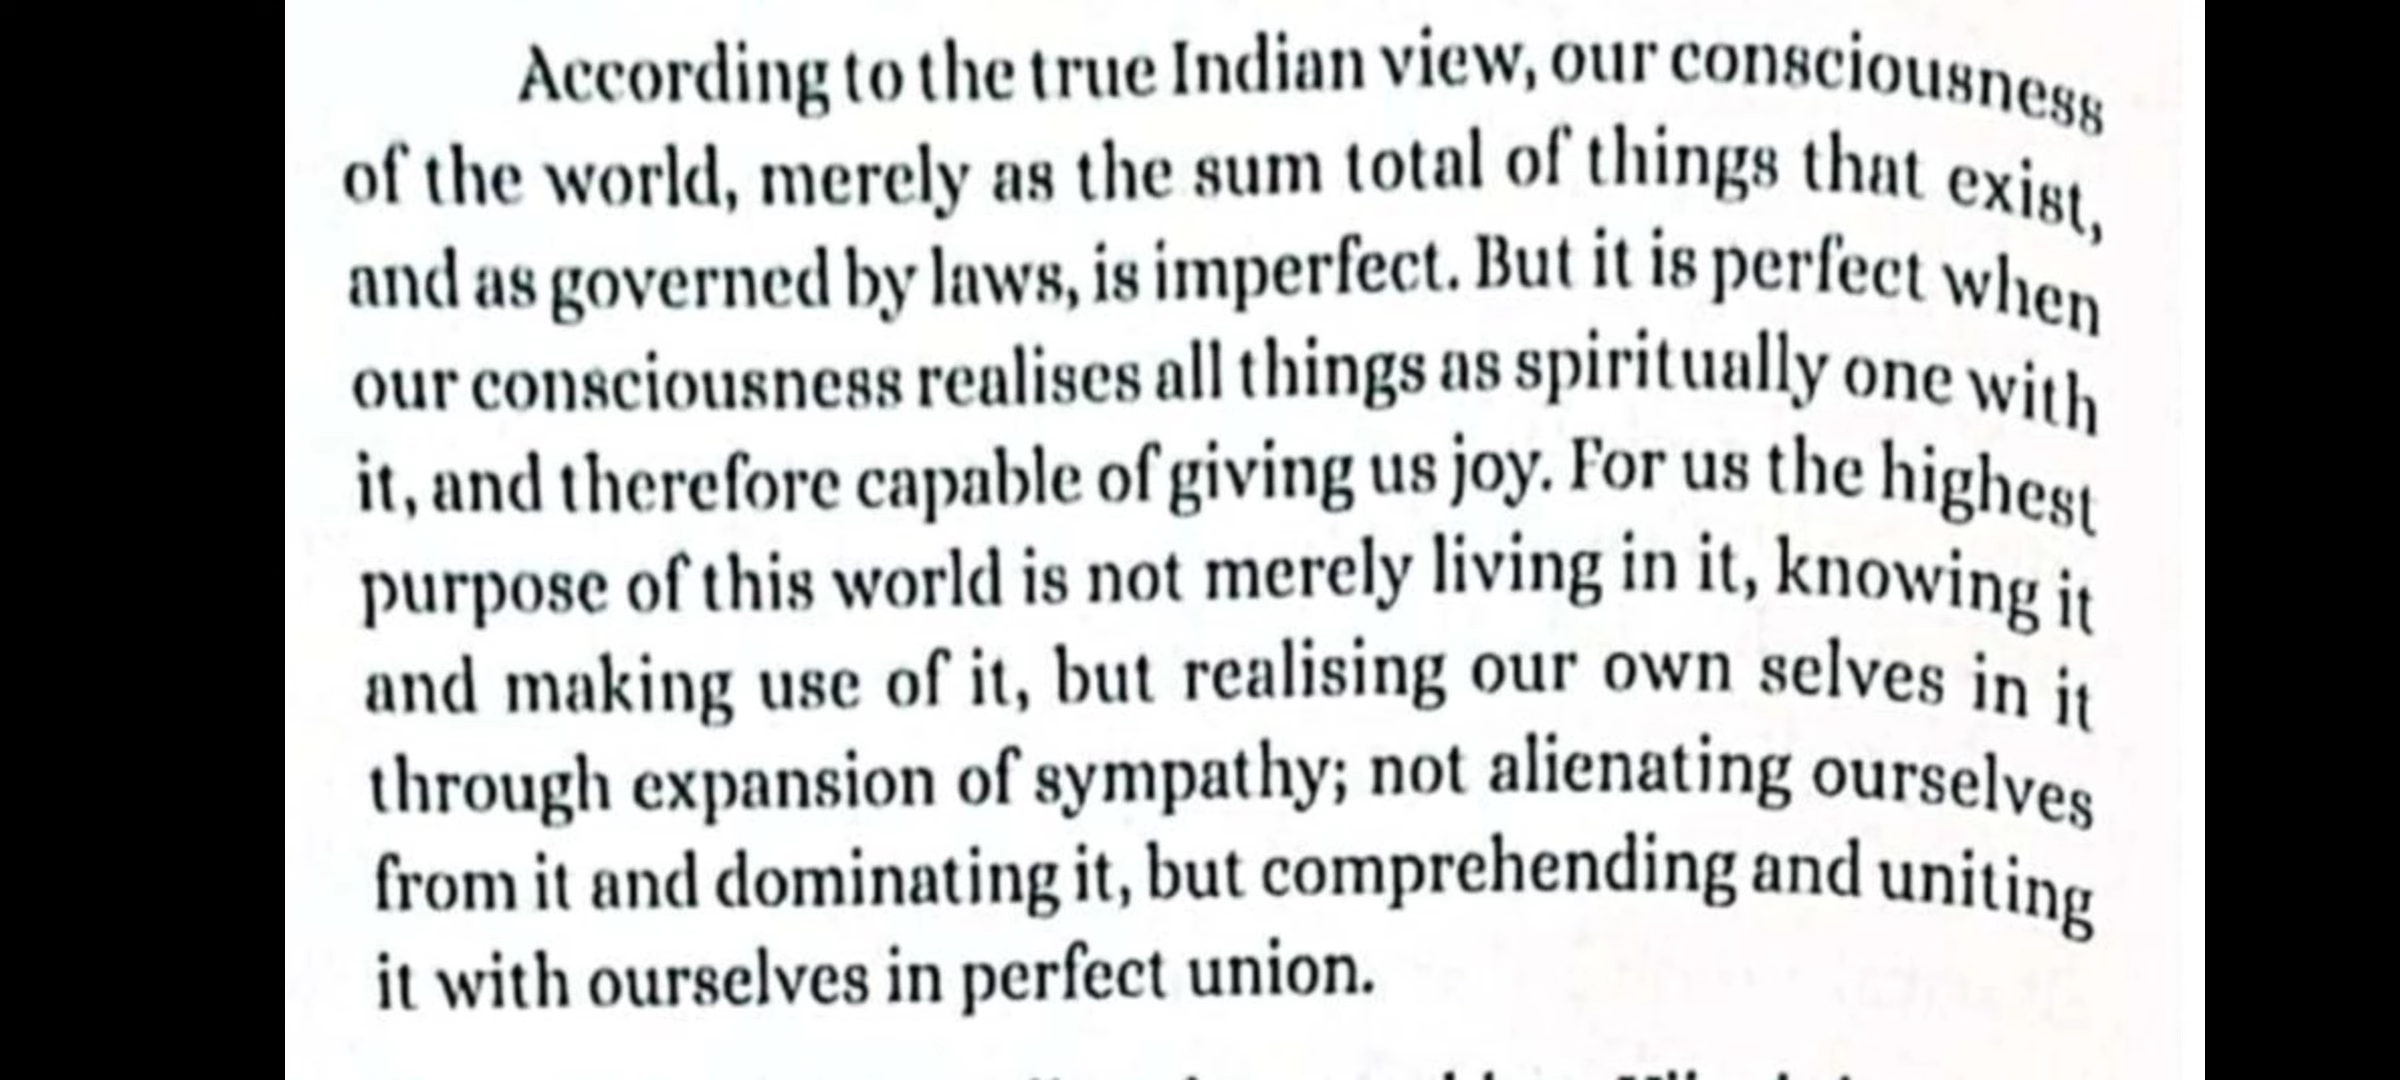 According to the true Indian view, our consciousness
of the world, merely as the sum total of things that exist,
and as governed by laws, is imperfect. But it is perfect when
our consciousness realises all things as spiritually one with
it, and therefore capable of giving us joy. For us the highest
purpose of this world is not merely living in it, knowing it
and making use of it, but realising our own selves in it
through expansion of sympathy; not alienating ourselves
from it and dominating it, but comprehending and uniting
it with ourselves in perfect union.